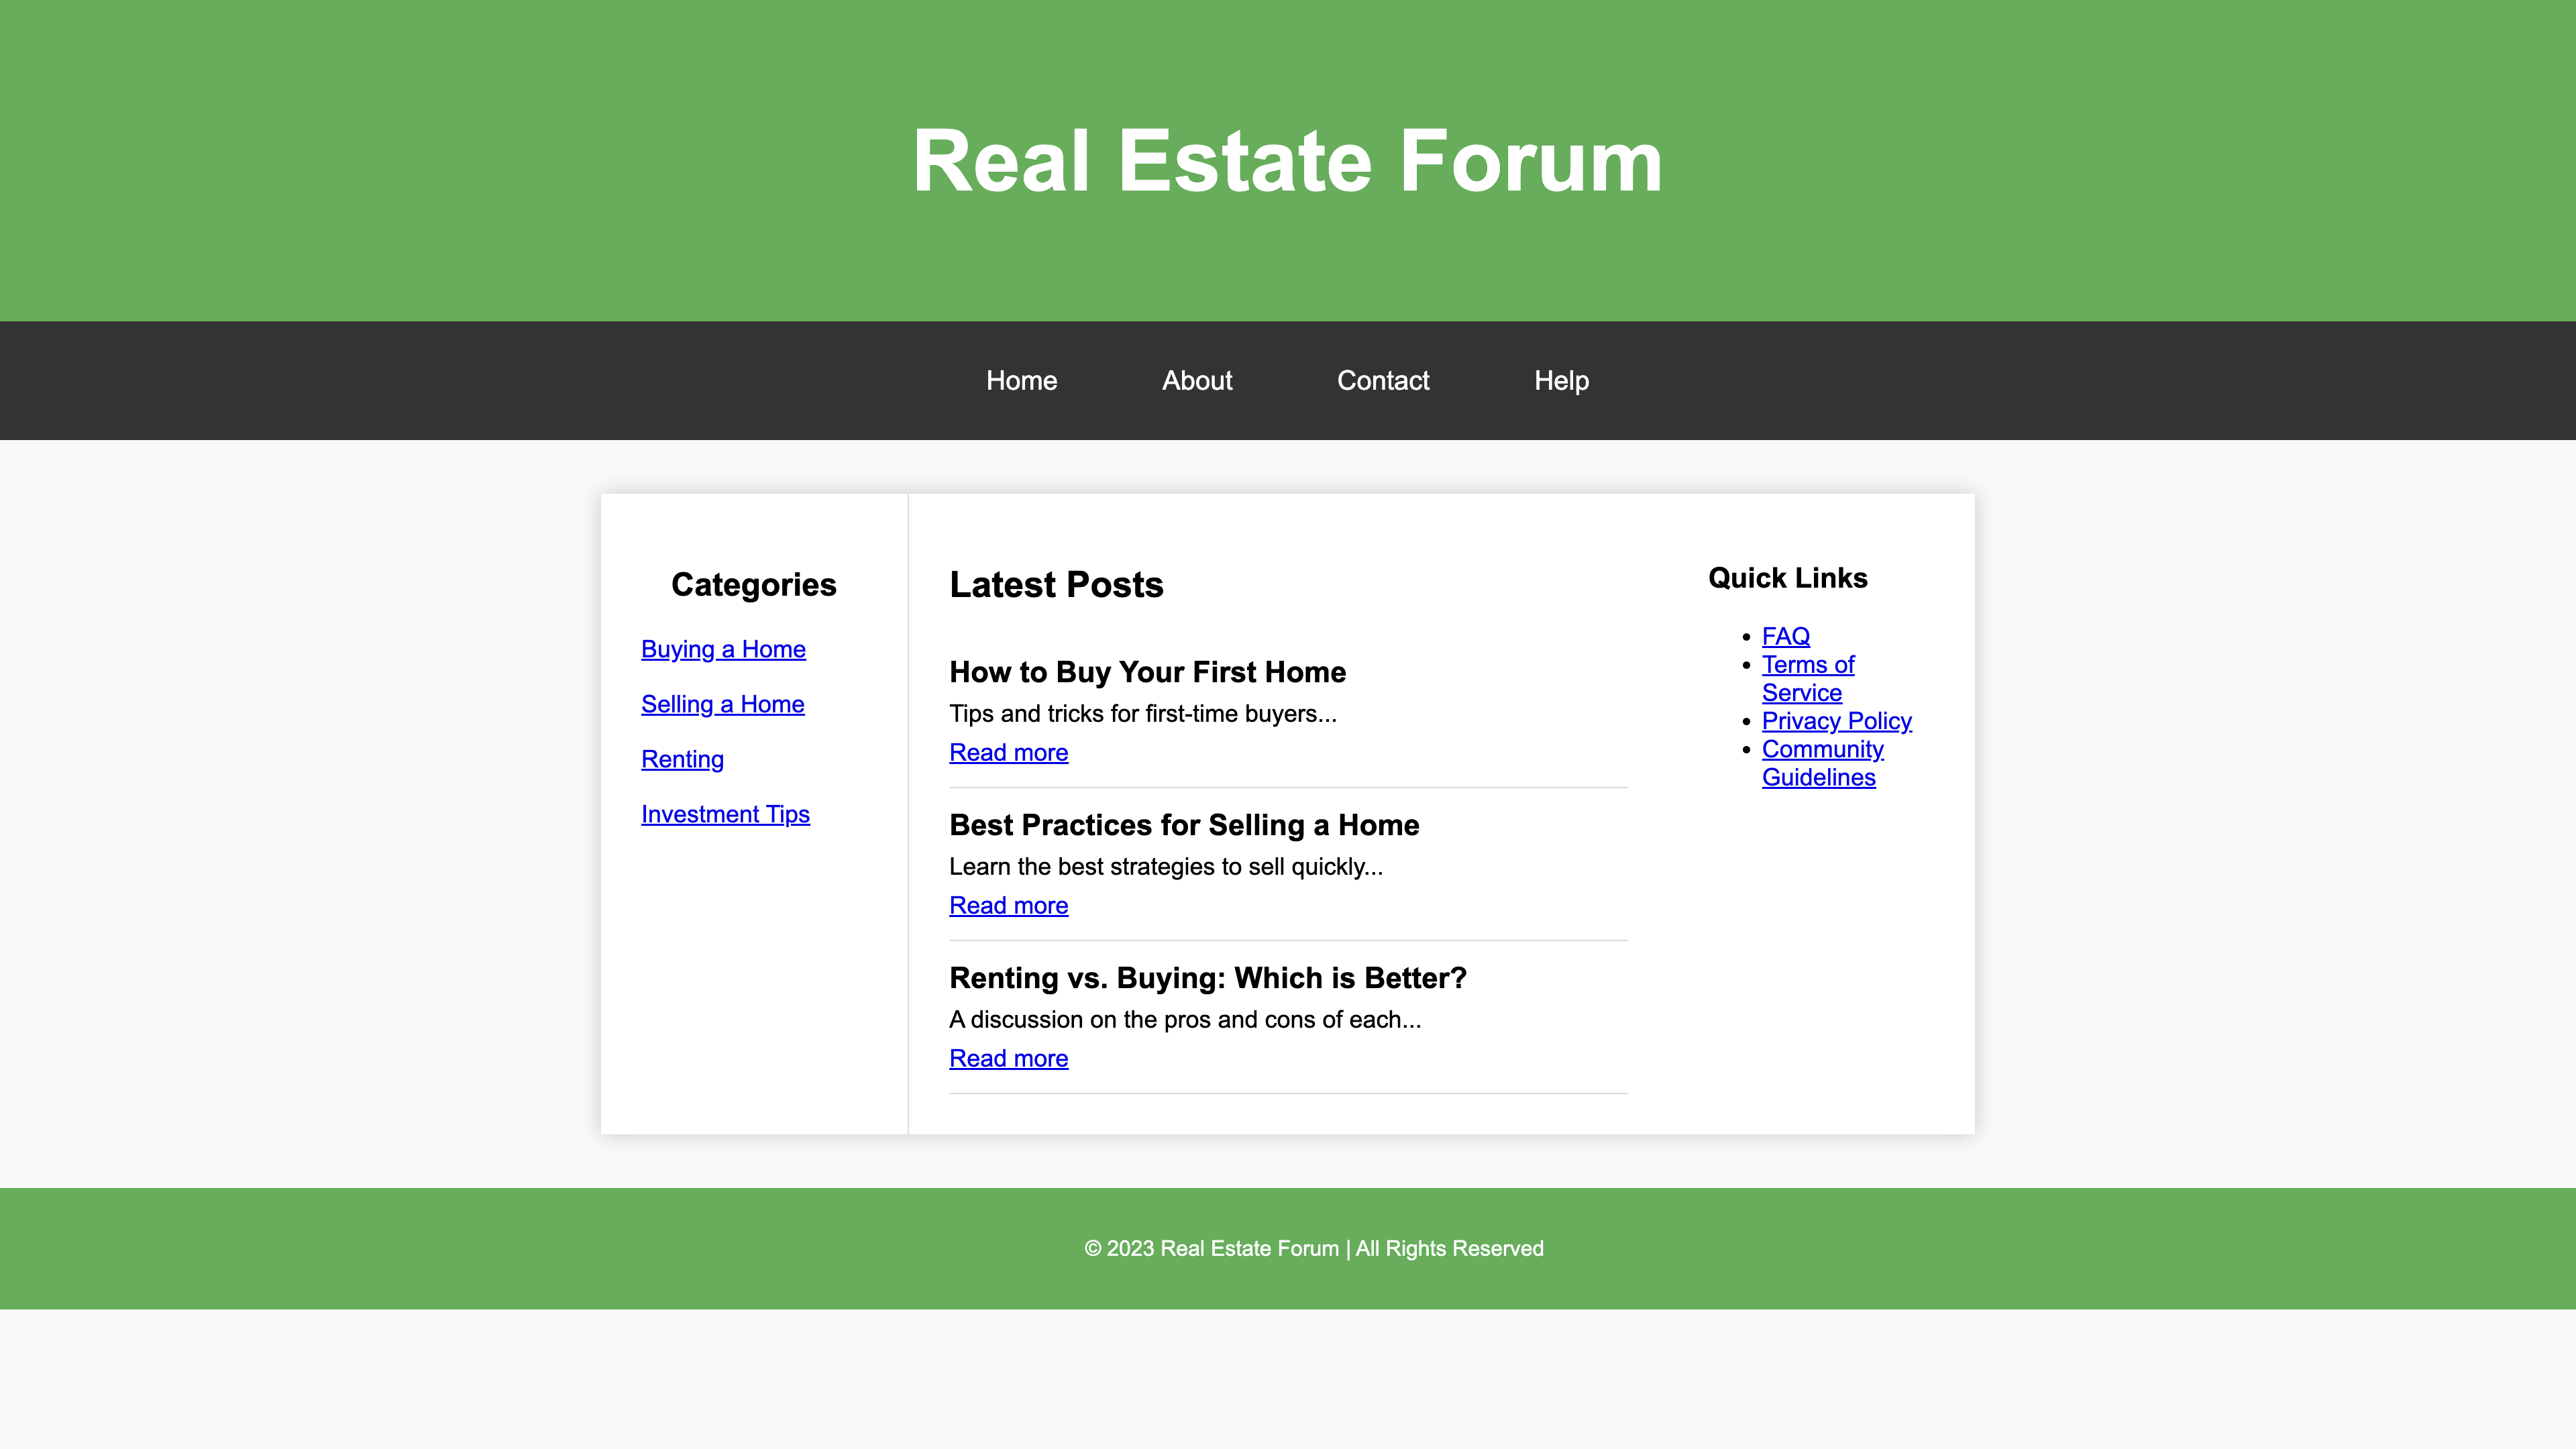 Real Estate Forum
Home About Contact Help
Categories
Buying a Home
Selling a Home
Renting
Investment Tips
Latest Posts
How to Buy Your First Home
Tips and tricks for first-time buyers...
Read more
Best Practices for Selling a Home
Learn the best strategies to sell quickly...
Read more
Renting vs. Buying: Which is Better?
A discussion on the pros and cons of each...
Read more
Quick Links
• FAQ
• Terms of
Service
• Privacy Policy
• Community
Guidelines
© 2023 Real Estate Forum | All Rights Reserved